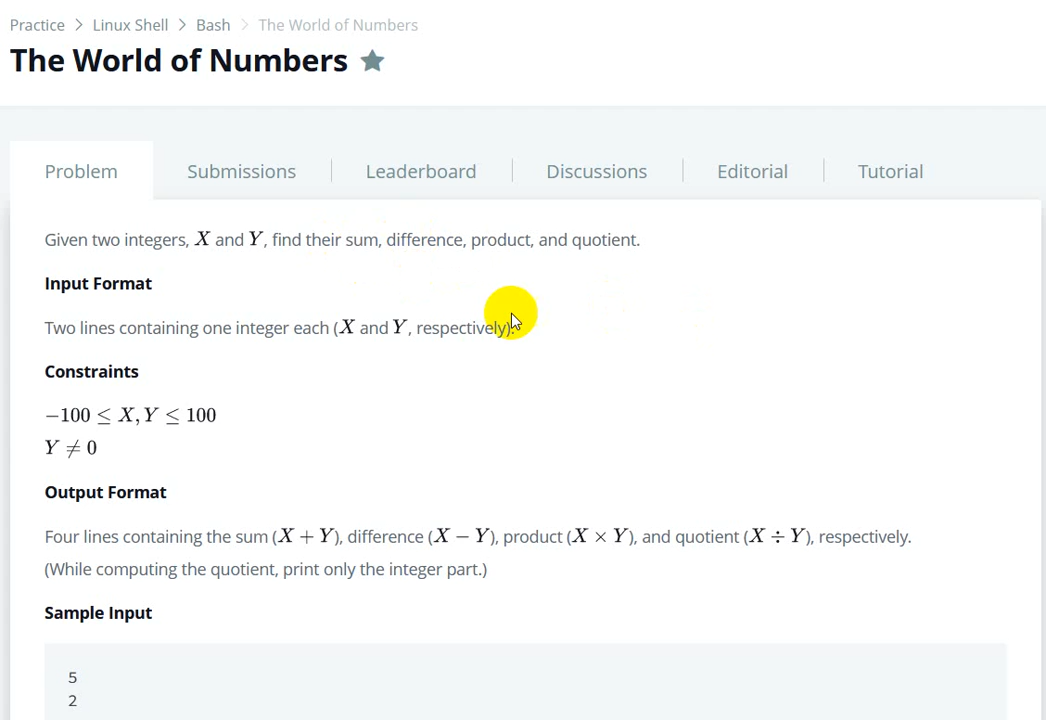 Practice > Linux Shell > Bash > The World of Numbers
The World of Numbers
Problem Submissions Leaderboard Discussions Editorial Tutorial
Given two integers, X and Y, find their sum, difference, product, and quotient.
Input Format
Two lines containing one integer each (X and Y, respectively).
Constraints
−100 ≤ X, Y ≤ 100
Y ≠ 0
Output Format
Four lines containing the sum (X + Y), difference (X − Y), product (X × Y), and quotient (X ÷ Y), respectively.
(While computing the quotient, print only the integer part.)
Sample Input
5
2